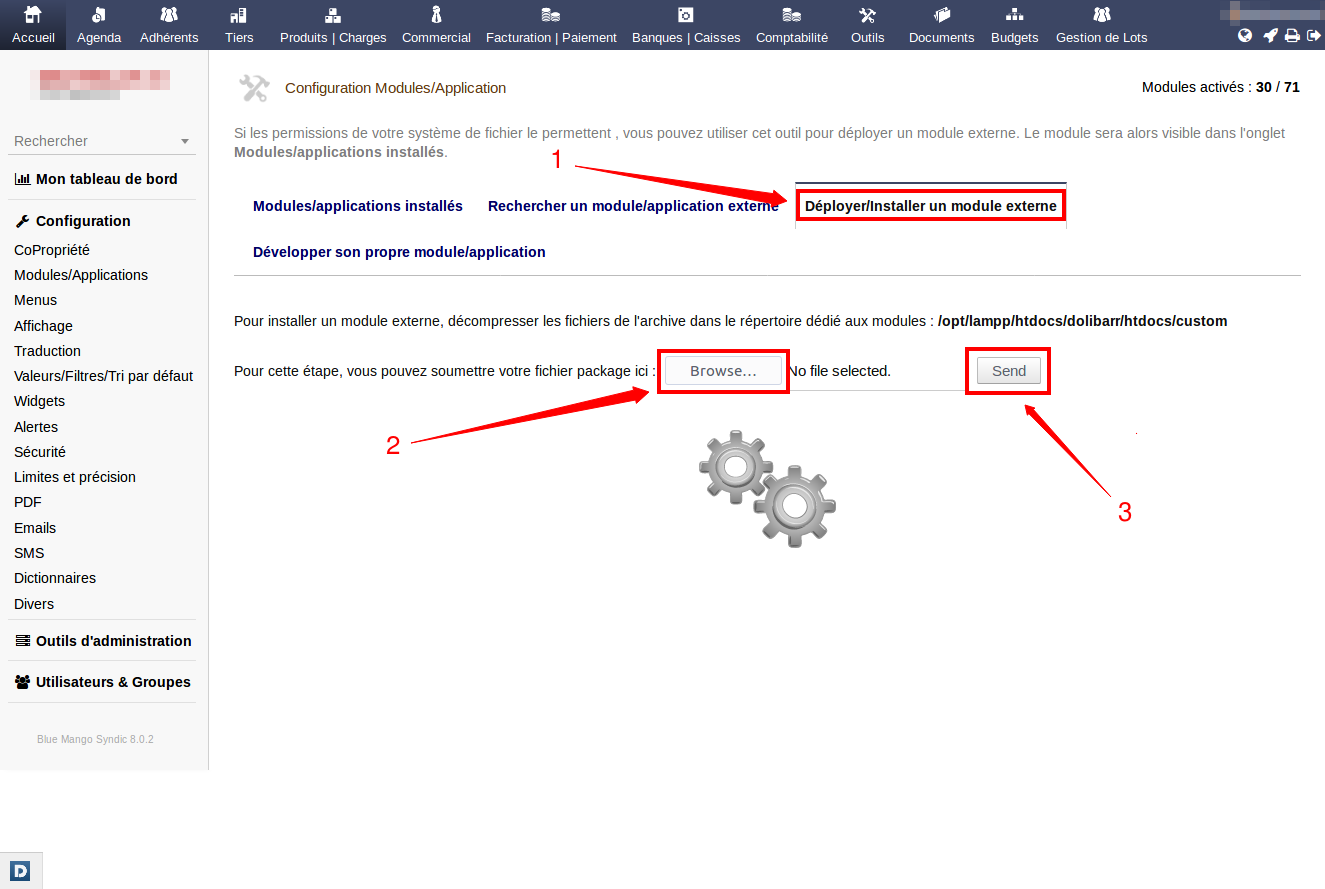 Accueil Agenda Adhérents Tiers Produits | Charges Commercial Facturation | Paiement Banques | Caisses Comptabilité Outils Documents Budgets Gestion de Lots
Rechercher
Mon tableau de bord
Configuration
CoPropriété
Modules/Applications
Menus
Affichage
Traduction
Valeurs/Filtres/Tri par défaut
Widgets
Alertes
Sécurité
Limites et précision
PDF
Emails
SMS
Dictionnaires
Divers
Outils d'administration
Utilisateurs & Groupes
Blue Mango Syndic 8.0.2
Configuration Modules/Application
Modules activés : 30 / 71
Si les permissions de votre système de fichier le permettent , vous pouvez utiliser cet outil pour déployer un module externe. Le module sera alors visible dans l'onglet
Modules/applications installés.
1
Modules/applications installés Rechercher un module/application externe Déployer/Installer un module externe
Développer son propre module/application
Pour installer un module externe, décompresser les fichiers de l'archive dans le répertoire dédié aux modules : /opt/lampp/htdocs/dolibarr/htdocs/custom
Pour cette étape, vous pouvez soumettre votre fichier package ici : Browse... No file selected. Send
2
3
D